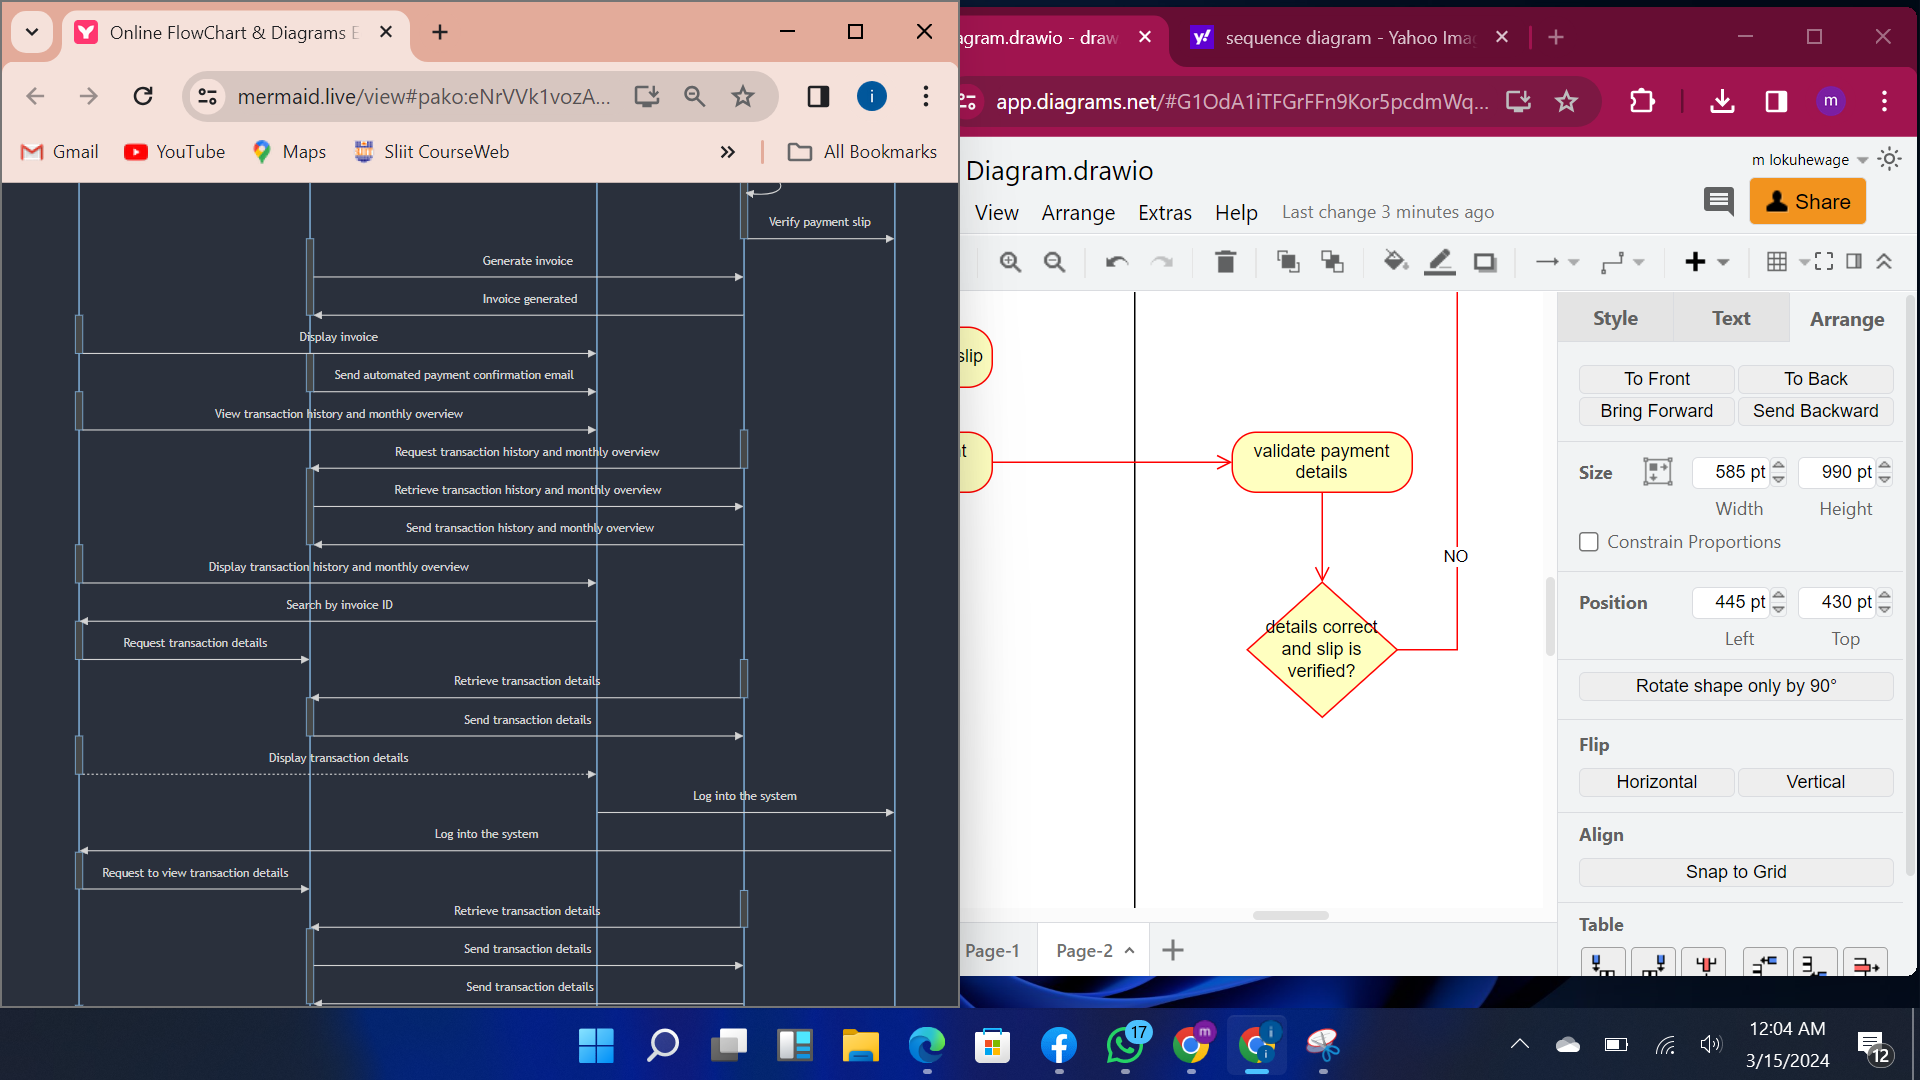 Online FlowChart & Diagrams E
mermaid.live/view#pako:eNrVVk1vozA...
i
Gmail
YouTube
Maps
Sliit CourseWeb
All Bookmarks
Verify payment slip
Generate invoice
Invoice generated
Display invoice
Send automated payment confirmation email
View transaction history and monthly overview
Request transaction history and monthly overview
Retrieve transaction history and monthly overview
Send transaction history and monthly overview
Display transaction history and monthly overview
Search by invoice ID
Request transaction details
Retrieve transaction details
Send transaction details
Display transaction details
Log into the system
Log into the system
Request to view transaction details
Retrieve transaction details
Send transaction details
Send transaction details
agram.drawio - draw
sequence diagram - Yahoo Ima
app.diagrams.net/#G1OdA1iTFGrFFn9Kor5pcdmWq...
m
Diagram.drawio
m lokuhewage
Share
View Arrange Extras Help Last change 3 minutes ago
slip
validate payment
details
NO
details correct
and slip is
verified?
Page-1
Page-2
Style Text Arrange
To Front To Back
Bring Forward Send Backward
Size 585 pt 990 pt
Width Height
Constrain Proportions
Position 445 pt 430 pt
Left Top
Rotate shape only by 90°
Flip
Horizontal Vertical
Align
Snap to Grid
Table
17
m
i
i
12:04 AM
3/15/2024
12